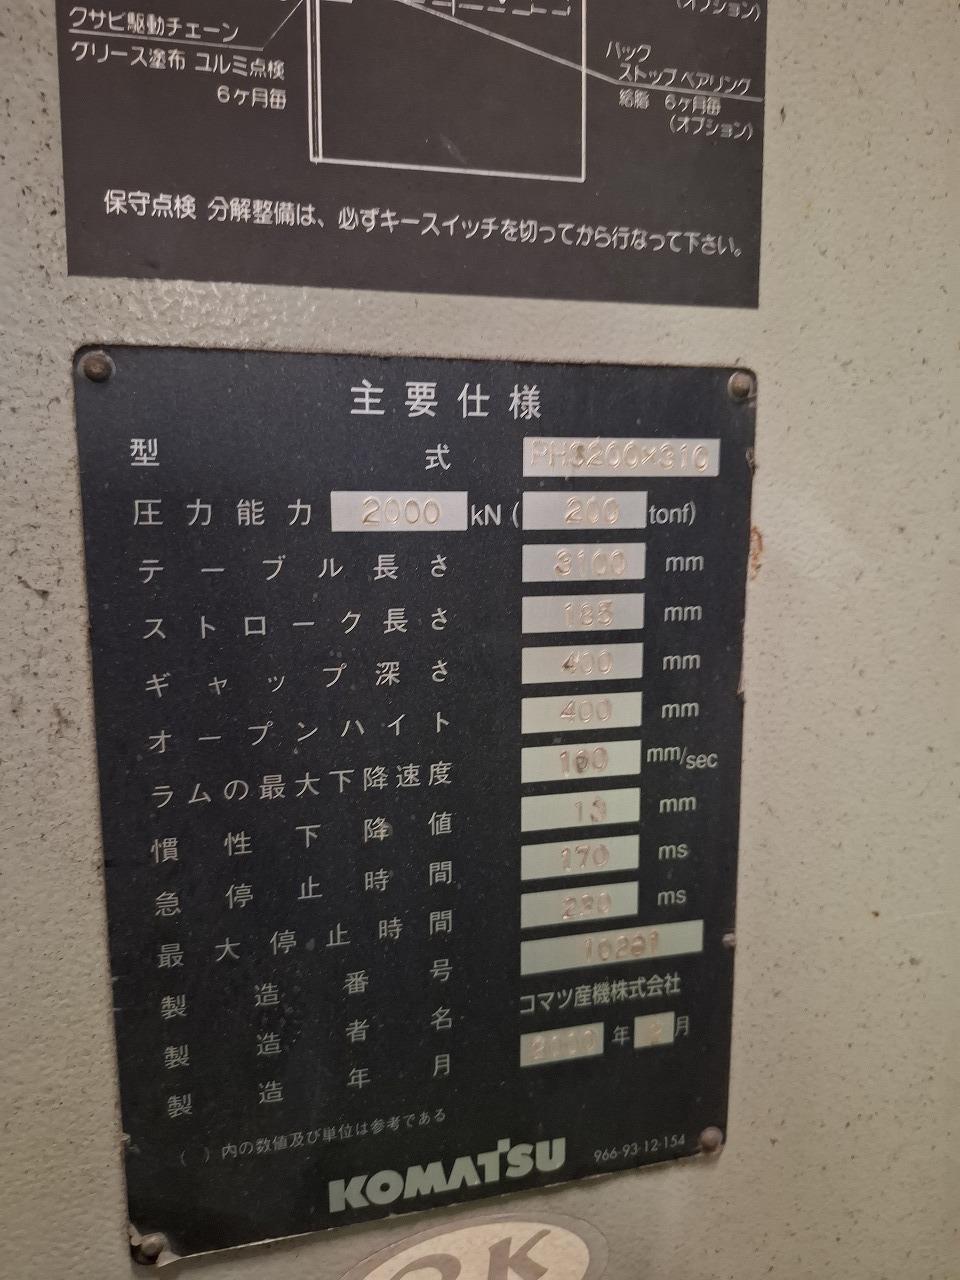 (オプション)
クサビ駆動チェーン
グリース塗布 ユルミ点検
6ヶ月毎
バック
ストップベアリング
給脂 6ヶ月毎
(オプション)
保守点検 分解整備は、必ずキースイッチを切ってから行なって下さい。
主要仕様
型式 PHS200×310
圧力能力 2000 kN (200 tonf)
テーブル長さ 3100 mm
ストローク長さ 185 mm
ギャップ深さ 400 mm
オープンハイト 400 mm
ラムの最大下降速度 100 mm/sec
慣性下降値 13 mm
急停止時間 170 ms
最大停止時間 290 ms
製造番号 10291
製造者名 コマツ産機株式会社
製造年月 2000 年 2 月
( )内の数値及び単位は参考である
KOMATSU 966-93-12-154
OK